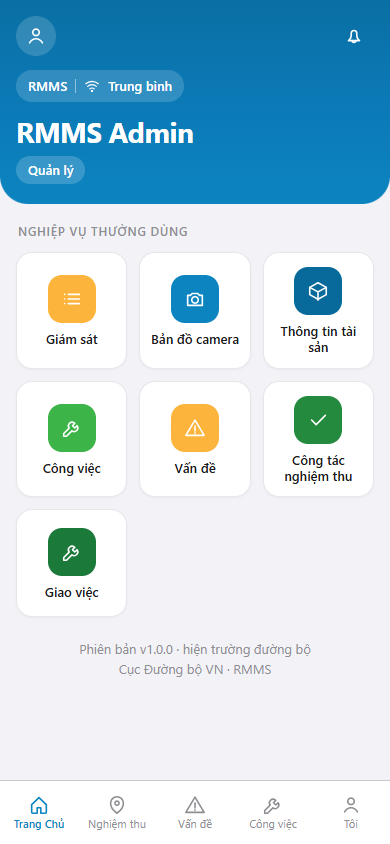 RMMS
Trung bình
RMMS Admin
Quản lý
NGHIỆP VỤ THƯỜNG DÙNG
Giám sát
Bản đồ camera
Thông tin tài
sản
Công việc
Vấn đề
Công tác
nghiệm thu
Giao việc
Phiên bản v1.0.0 · hiện trường đường bộ
Cục Đường bộ VN · RMMS
Trang Chủ
Nghiệm thu
Vấn đề
Công việc
Tôi